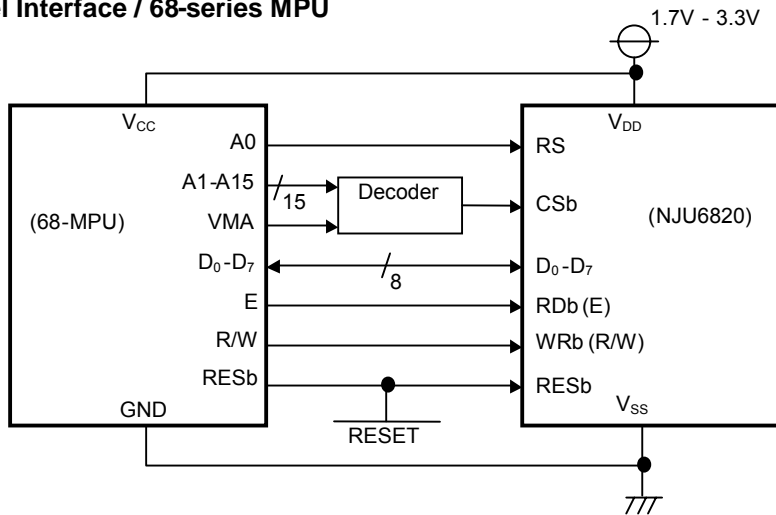 el Interface / 68-series MPU
1.7V - 3.3V
VCC
VDD
A0
RS
A1-A15
15
Decoder
CSb
(68-MPU)
VMA
(NJU6820)
D0-D7
8
D0-D7
E
RDb (E)
R/W
WRb (R/W)
RESb
RESb
RESET
GND
VSS